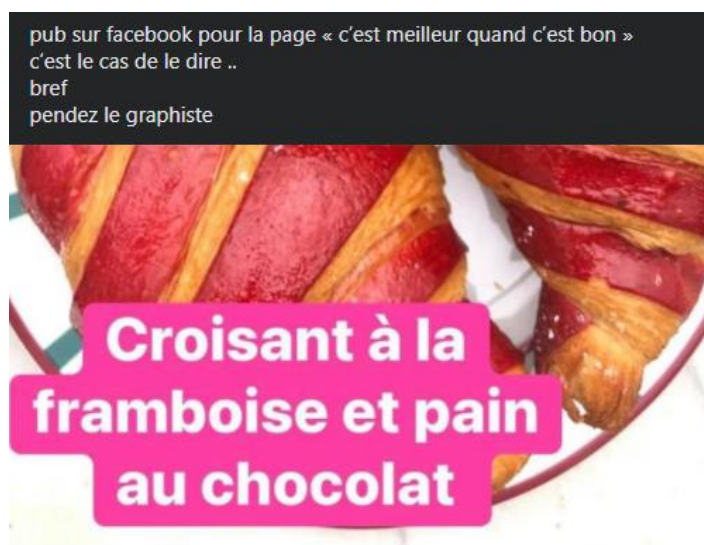 pub sur facebook pour la page « c’est meilleur quand c’est bon »
c’est le cas de le dire ..
bref
pendez le graphiste
Croisant à la
framboise et pain
au chocolat